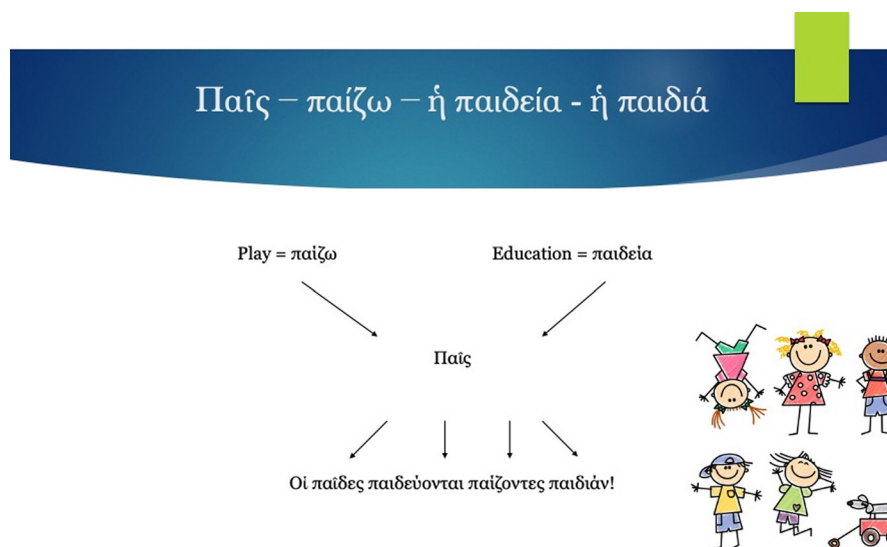 Παῖς – παίζω – ἡ παιδεία - ἡ παιδιά
Play = παίζω Education = παιδεία
Παῖς
Οἱ παῖδες παιδεύονται παίζοντες παιδιάν!